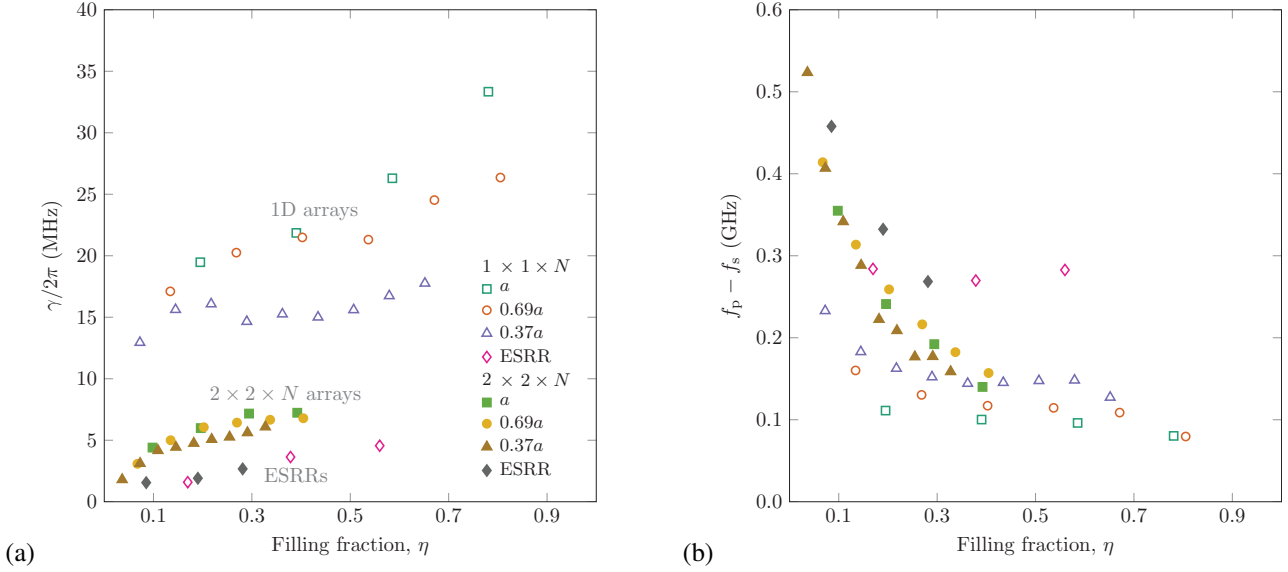 40
35
30
25
20
15
10
5
0
γ/2π (MHz)
1D arrays
2 × 2 × N arrays
ESRRs
1 × 1 × N
a
0.69a
0.37a
ESRR
2 × 2 × N
a
0.69a
0.37a
ESRR
0.1 0.3 0.5 0.7 0.9
Filling fraction, η
(a)
0.6
0.5
0.4
0.3
0.2
0.1
0.0
fp − fs (GHz)
0.1 0.3 0.5 0.7 0.9
Filling fraction, η
(b)